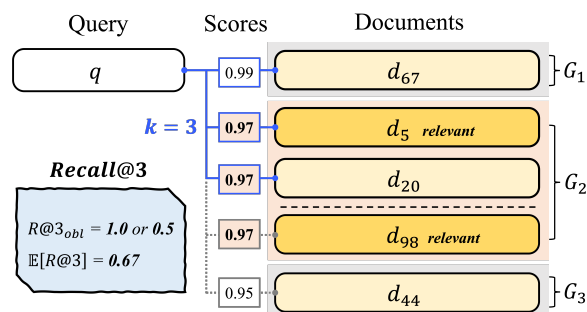 Query Scores Documents
q 0.99 d₆₇ G₁
k = 3 0.97 d₅ relevant
Recall@3 0.97 d₂₀ G₂
R@3ₒbₗ = 1.0 or 0.5 0.97 d₉₈ relevant
𝔼[R@3] = 0.67
0.95 d₄₄ G₃